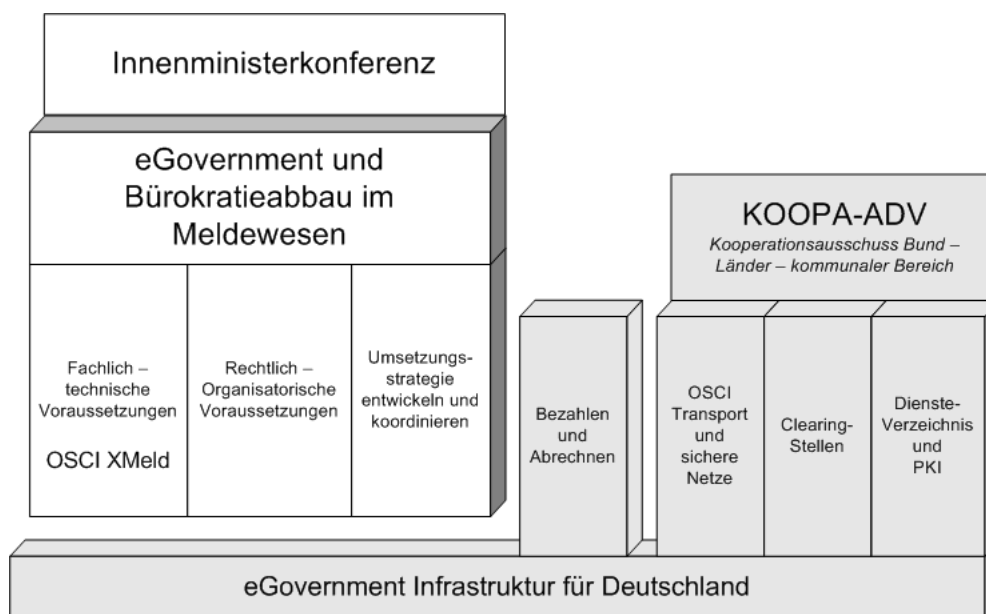 Innenministerkonferenz
eGovernment und
Bürokratieabbau im
Meldewesen
Fachlich –
technische
Voraussetzungen
OSCI XMeld
Rechtlich –
Organisatorische
Voraussetzungen
Umsetzungs-
strategie
entwickeln und
koordinieren
Bezahlen
und
Abrechnen
KOOPA-ADV
Kooperationsausschuss Bund –
Länder – kommunaler Bereich
OSCI
Transport
und
sichere
Netze
Clearing-
Stellen
Dienste-
Verzeichnis
und
PKI
eGovernment Infrastruktur für Deutschland